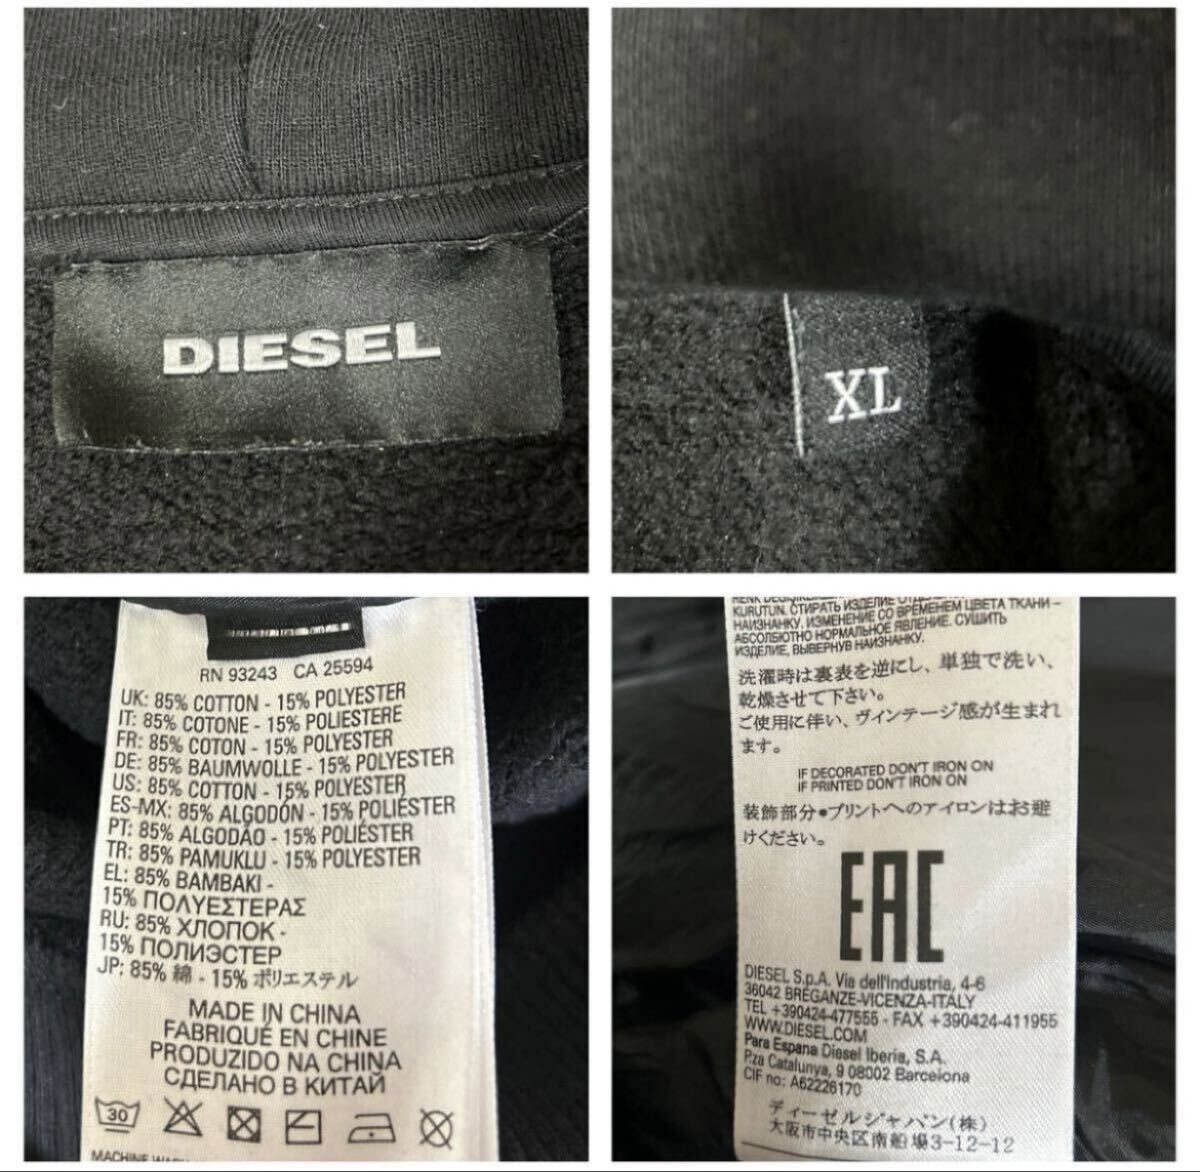 DIESEL
XL
RN 93243 CA 25594
UK: 85% COTTON - 15% POLYESTER
IT: 85% COTONE - 15% POLIESTERE
FR: 85% COTON - 15% POLYESTER
DE: 85% BAUMWOLLE - 15% POLYESTER
US: 85% COTTON - 15% POLYESTER
ES-MX: 85% ALGODÓN - 15% POLIÉSTER
PT: 85% ALGODÃO - 15% POLIÉSTER
TR: 85% PAMUKLU - 15% POLYESTER
EL: 85% BAMBAKI -
15% ΠΟΛΥΕΣΤΕΡΑΣ
RU: 85% ХЛОПОК -
15% ПОЛИЭСТЕР
JP: 85% 綿 - 15% ポリエステル
MADE IN CHINA
FABRIQUÉ EN CHINE
PRODUZIDO NA CHINA
СДЕЛАНО В КИТАЙ
30
KURUTUN. СТИРАТЬ ИЗДЕЛИЕ
НАИЗНАНКУ. ИЗМЕНЕНИЕ СО ВРЕМЕНЕМ ЦВЕТА ТКАНИ -
АБСОЛЮТНО НОРМАЛЬНОЕ ЯВЛЕНИЕ. СУШИТЬ
ИЗДЕЛИЕ, ВЫВЕРНУВ НАИЗНАНКУ.
洗濯時は裏表を逆にし、単独で洗い、
乾燥させて下さい。
ご使用に伴い、ヴィンテージ感が生まれ
ます。
IF DECORATED DON'T IRON ON
IF PRINTED DON'T IRON ON
装飾部分●プリントへのアイロンはお避
けください。
EAC
DIESEL S.p.A. Via dell'Industria, 4-6
36042 BREGANZE-VICENZA-ITALY
TEL +390424-477555 - FAX +390424-411955
WWW.DIESEL.COM
Para Espana Diesel Iberia, S.A.
P.za Catalunya, 9 08002 Barcelona
CIF no: A62226170
ディーゼルジャパン(株)
大阪市中央区南船場3-12-12